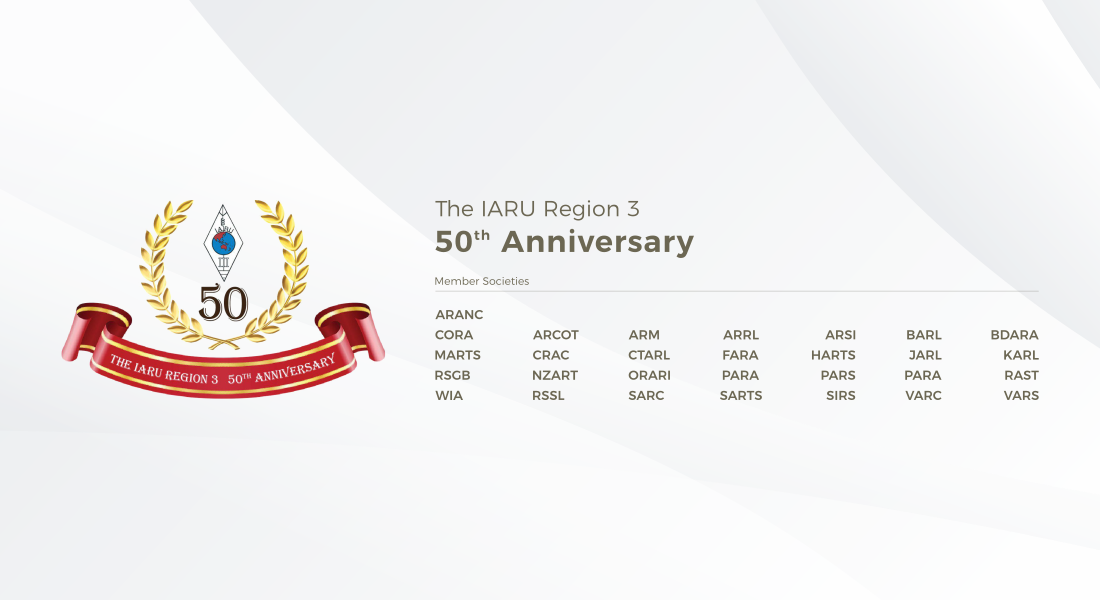 IARU
III
50
THE IARU REGION 3 50TH ANNIVERSARY
The IARU Region 3
50th Anniversary
Member Societies
ARANC
CORA ARCOT ARM ARRL ARSI BARL BDARA
MARTS CRAC CTARL FARA HARTS JARL KARL
RSGB NZART ORARI PARA PARS PARA RAST
WIA RSSL SARC SARTS SIRS VARC VARS